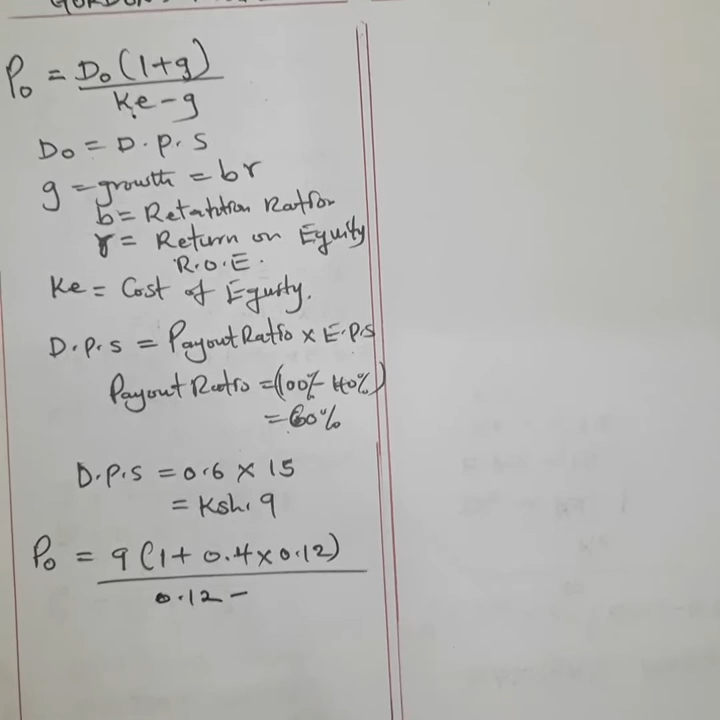 P₀ = D₀(1+g)
Ke-g
D₀ = D.P.S
g = growth = br
b = Retention Ratio
r = Return on Equity
R.O.E.
Ke = Cost of Equity.
D.P.S = Payout Ratio x E.P.S
Payout Ratio = (100% - 40%)
= 60%
D.P.S = 0.6 x 15
= Ksh. 9
P₀ = 9(1 + 0.4 x 0.12)
0.12 -